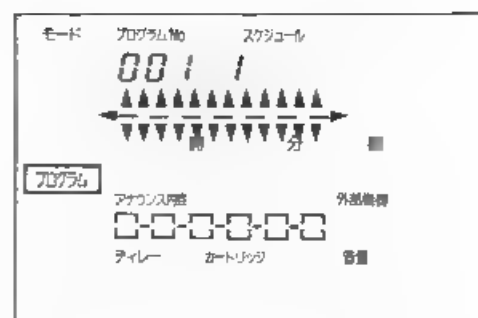 モード プログラムNo スケジュール
001 1
時 分
プログラム
アナウンス内容 外部機器
ディレー カートリッジ 音量